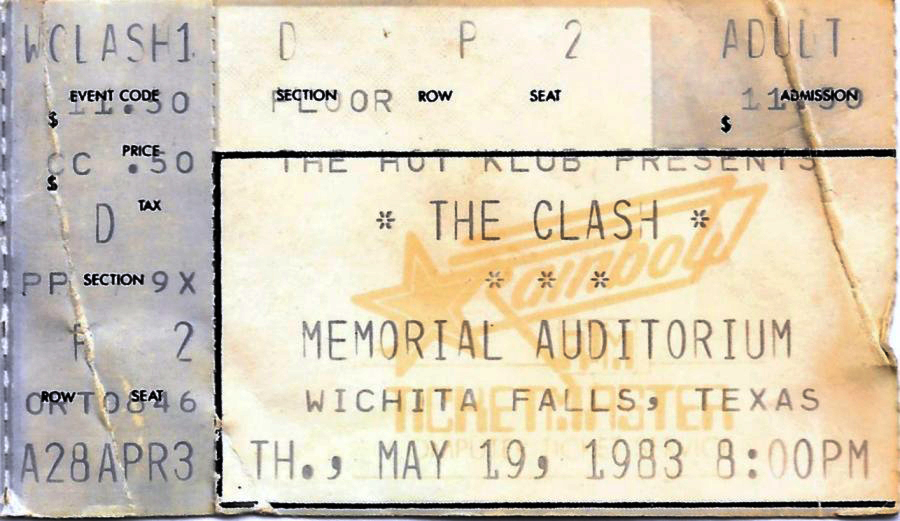 WCLASH1 D P 2 ADULT
EVENT CODE SECTION ROW SEAT ADMISSION
$ 11.50 FLOOR $ 11.50
PRICE
$ CC .50 THE HOT KLUB PRESENTS
TAX
D * THE CLASH *
PP SECTION 9X * * *
Rainbow
2 MEMORIAL AUDITORIUM
ROW SEAT
ORT0846 WICHITA FALLS, TEXAS
TICKETMASTER
A28APR3 TH., MAY 19, 1983 8:00PM